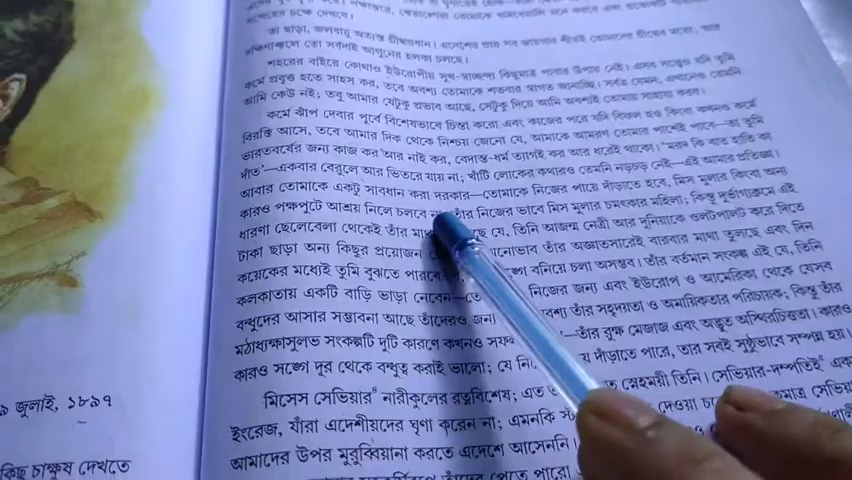 তা ছাড়া, জলবায়ু অত্যন্ত গ্রীষ্মপ্রধান। এদেশের প্রায় সব জায়গার শীতই তোমাদের গ্রীষ্মের মতো, আর
দক্ষিণাঞ্চলে তো সর্বদাই আগুনের হলকা চলছে।
শহরের বাইরে কোথাও ইউরোপীয় সুখ-স্বাচ্ছন্দ্য কিছুমাত্র পাবার উপায় নেই। এসব সত্ত্বেও যদি তুমি
কর্মে প্রবৃত্ত হতে সাহস কর, তবে অবশ্য তোমাকে শতবার স্বাগত জানাচ্ছি। সর্বত্র যেমন, এখানেও তেমনি
আমি কেউ নই; তবু আমার যেটুকু প্রভাব আছে, সেটুকু দিয়ে আমি অবশ্যই তোমায় সাহায্য করব।
কর্মে ঝাঁপ দেবার পূর্বে বিশেষভাবে চিন্তা করো এবং কাজের পরে যদি বিফল হও কিংবা কখনও কর্মে
বিরক্তি আসে, তবে আমার দিক থেকে নিশ্চয় জেনো যে, আমাকে আমরণ তোমার পাশেই পাবে—তা তুমি
ভারতবর্ষের জন্য কাজ কর আর নাই কর, বেদান্ত-ধর্ম ত্যাগই কর আর ধরেই থাকো। 'মরদ কি বাত হাতি কা
দাঁত'—একবার বেরুলে আর ভিতরে যায় না; খাঁটি লোকের কথারও তেমনি নড়চড় নেই—এই আমার প্রতিজ্ঞা।
আবার তোমাকে একটু সাবধান করা দরকার—তোমাকে নিজের পায়ে দাঁড়াতে হবে, মিস মুলার কিংবা অন্য
কারও পক্ষপুটে আশ্রয় নিলে চলবে না। তাঁর নিজের ভাবে মিস মুলার চমৎকার মহিলা; কিন্তু দুর্ভাগ্যক্রমে এই
ধারণা ছেলেবেলা থেকেই তাঁর যে, তিনি আজন্ম নেত্রী আর দুনিয়াকে ওলটপালট করে দিতে
টাকা ছাড়া অন্য কিছুর প্রয়োজন তাঁর অজ্ঞাতসারেই বারবার মাথা তুলছে এবং দিন
কয়েকের মধ্যেই তুমি বুঝতে পারবে বনিয়ে চলা অসম্ভব। তাঁর বর্তমান সংকল্প এই যে, তিনি
কলকাতায় একটি বাড়ি ভাড়া নেবেন— নিজের জন্য এবং ইউরোপ ও আমেরিকা থেকে যেসব
বন্ধুদের আসার সম্ভাবনা আছে তাঁদেরও জন্য তাঁর সহৃদয়তা ও অমায়িকতার পরিচায়ক; কিন্তু তাঁর
মঠাধ্যক্ষাসুলভ সংকল্পটি দুটি কারণে কখনও —তাঁর রুক্ষ মেজাজ এবং অদ্ভুত অস্থিরচিত্ততা। কারও
কারও সঙ্গে দূর থেকে বন্ধুত্ব করাই ভালো; যে দাঁড়াতে পারে, তার সবই সুষ্ঠুভাবে সম্পন্ন হয়।
মিসেস সেভিয়ার নারীকুলের রত্নবিশেষ; এত স্নেহময়ী তিনি। সেভিয়ার-দম্পতিই
ইংরেজ, যাঁরা এদেশীয়দের ঘৃণা করেন না; এমনকি দেওয়া
আমাদের উপর মুরুব্বিয়ানা করতে এদেশে আসেননি
পেতে পারো
জুলাই, ১৮৯৭
কিছু চাক্ষুষ দেখতে